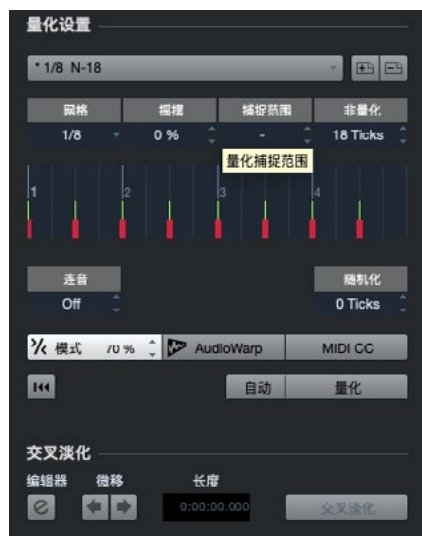 量化设置
* 1/8 N-18
网格 摇摆 捕捉范围 非量化
1/8 0 % - 18 Ticks
量化捕捉范围
1 2 3 4
连音 随机化
Off 0 Ticks
模式 70 % AudioWarp MIDI CC
自动 量化
交叉淡化
编辑器 微移 长度
e 0:00:00.000 交叉淡化